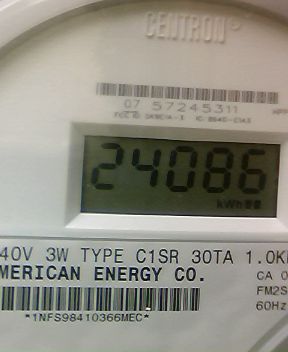 CENTRON®
07 57245311
24086
kWh
40V 3W TYPE C1SR 30TA 1.0K
MERICAN ENERGY CO.
CA 0
FM2S
60Hz
*1NFS98410366MEC*